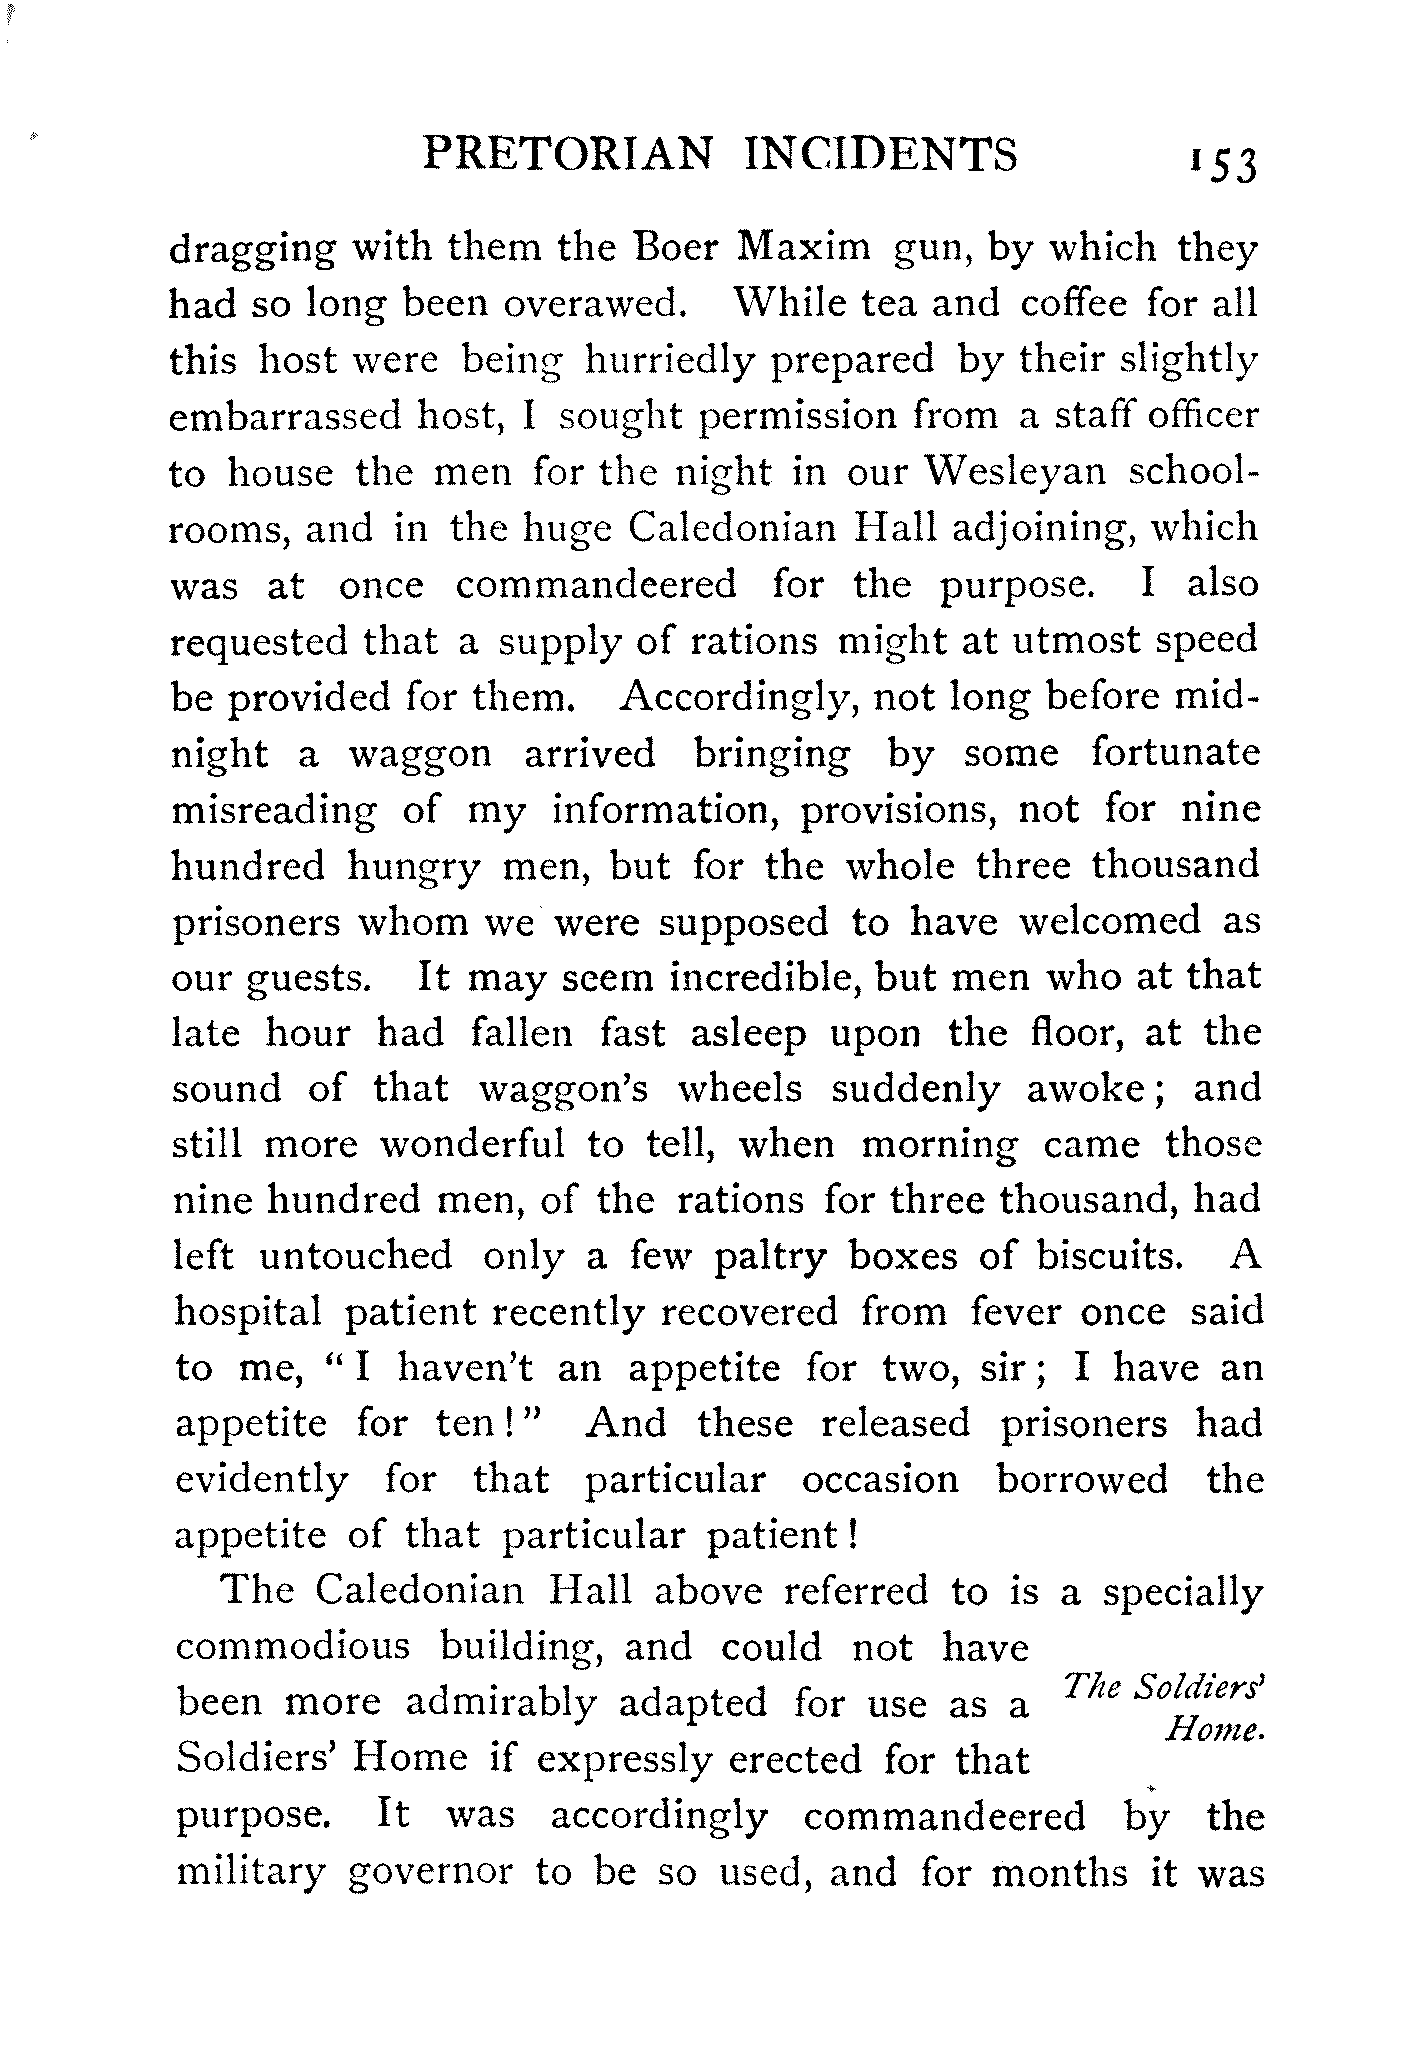 PRETORIAN INCIDENTS 153
dragging with them the Boer Maxim gun, by which they
had so long been overawed. While tea and coffee for all
this host were being hurriedly prepared by their slightly
embarrassed host, I sought permission from a staff officer
to house the men for the night in our Wesleyan school-
rooms, and in the huge Caledonian Hall adjoining, which
was at once commandeered for the purpose. I also
requested that a supply of rations might at utmost speed
be provided for them. Accordingly, not long before mid-
night a waggon arrived bringing by some fortunate
misreading of my information, provisions, not for nine
hundred hungry men, but for the whole three thousand
prisoners whom we were supposed to have welcomed as
our guests. It may seem incredible, but men who at that
late hour had fallen fast asleep upon the floor, at the
sound of that waggon's wheels suddenly awoke; and
still more wonderful to tell, when morning came those
nine hundred men, of the rations for three thousand, had
left untouched only a few paltry boxes of biscuits. A
hospital patient recently recovered from fever once said
to me, "I haven't an appetite for two, sir; I have an
appetite for ten!" And these released prisoners had
evidently for that particular occasion borrowed the
appetite of that particular patient!
The Caledonian Hall above referred to is a specially
commodious building, and could not have
been more admirably adapted for use as a
Soldiers' Home if expressly erected for that
The Soldiers'
Home.
purpose. It was accordingly commandeered by the
military governor to be so used, and for months it was